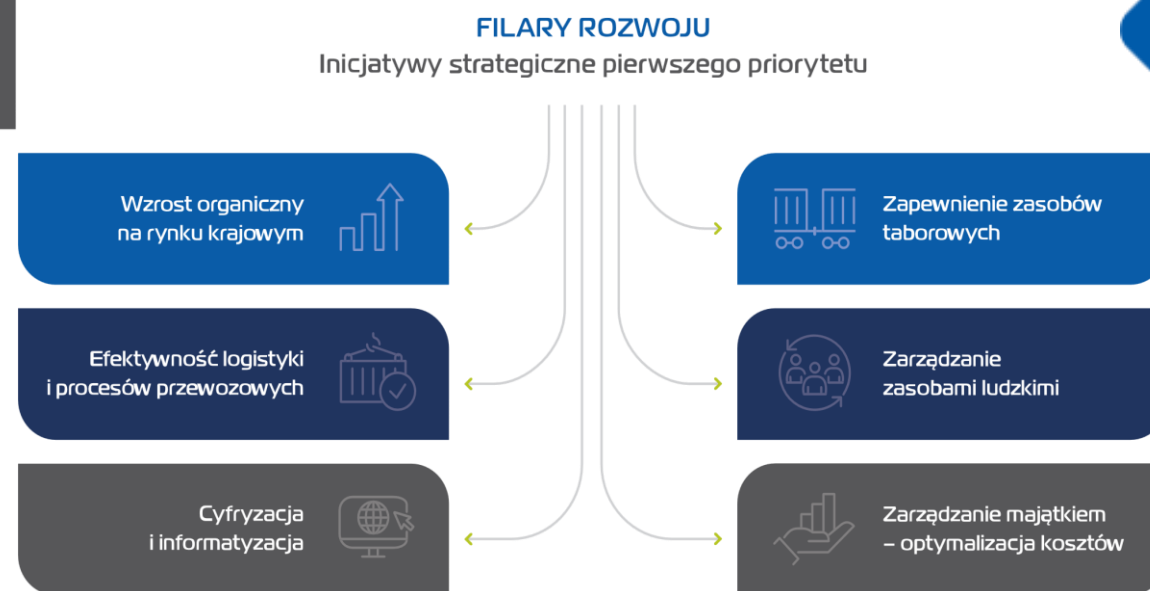 FILARY ROZWOJU
Inicjatywy strategiczne pierwszego priorytetu
Wzrost organiczny
na rynku krajowym
Zapewnienie zasobów
taborowych
Efektywność logistyki
i procesów przewozowych
Zarządzanie
zasobami ludzkimi
Cyfryzacja
i informatyzacja
Zarządzanie majątkiem
– optymalizacja kosztów